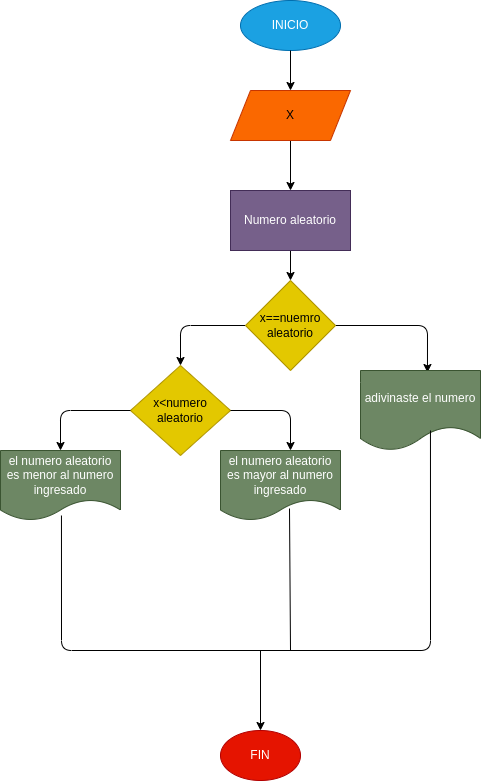 INICIO
X
Numero aleatorio
x==nuemro
aleatorio
x<numero
aleatorio
adivinaste el numero
el numero aleatorio
es menor al numero
ingresado
el numero aleatorio
es mayor al numero
ingresado
FIN